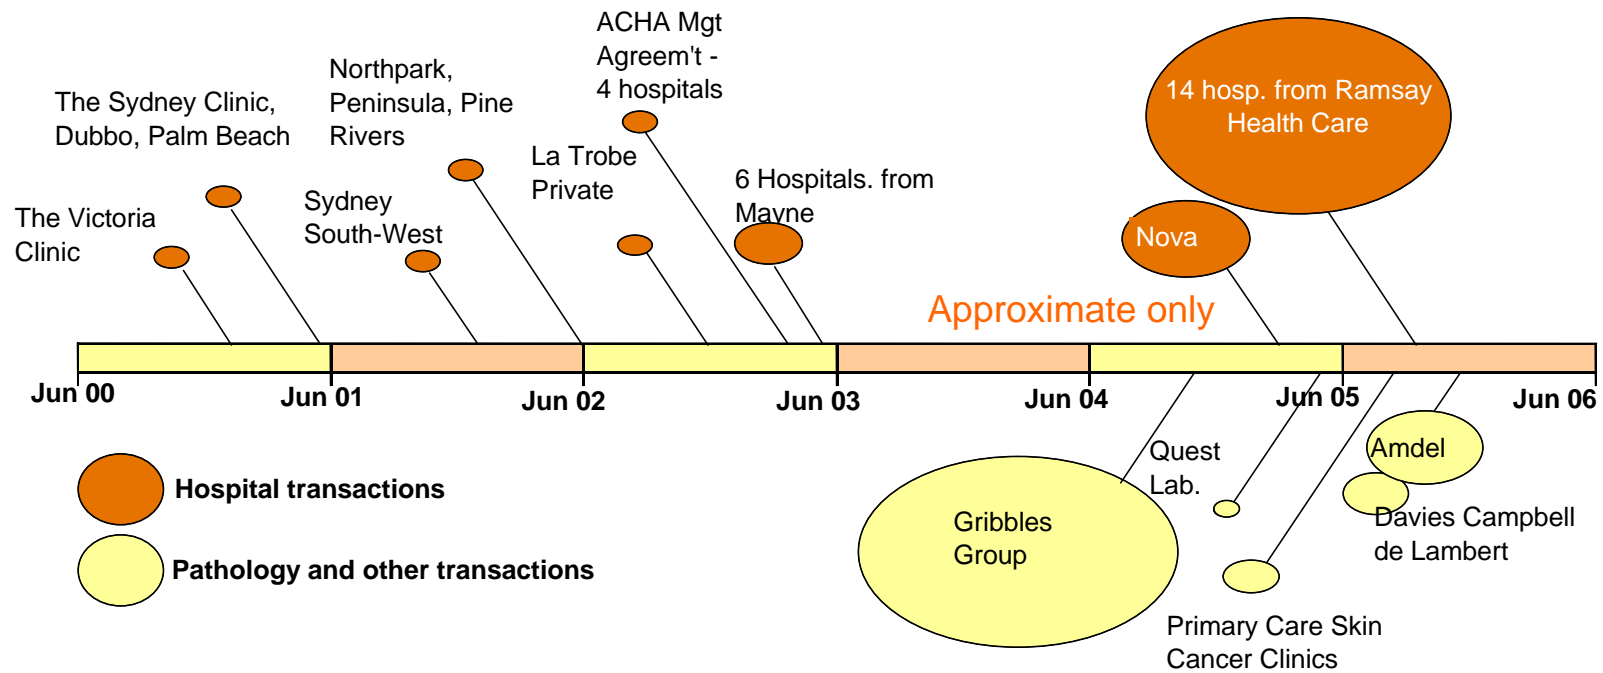 ACHA Mgt
Agreem't -
4 hospitals
Northpark,
Peninsula, Pine
Rivers
The Sydney Clinic,
Dubbo, Palm Beach
14 hosp. from Ramsay
Health Care
La Trobe
Private
6 Hospitals. from
Mayne
Sydney
South-West
The Victoria
Clinic
Nova
Approximate only
Jun 00
Jun 01
Jun 02
Jun 03
Jun 04
Jun 05
Jun 06
Hospital transactions
Pathology and other transactions
Gribbles
Group
Quest
Lab.
Amdel
Davies Campbell
de Lambert
Primary Care Skin
Cancer Clinics